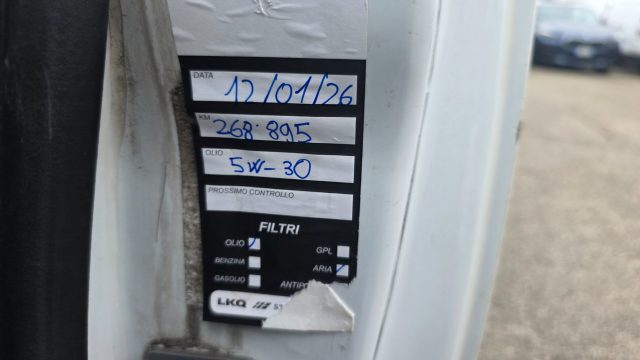 DATA 12/01/26
KM 268.895
OLIO 5W-30
PROSSIMO CONTROLLO
FILTRI
OLIO GPL
BENZINA ARIA
GASOLIO
LKQ